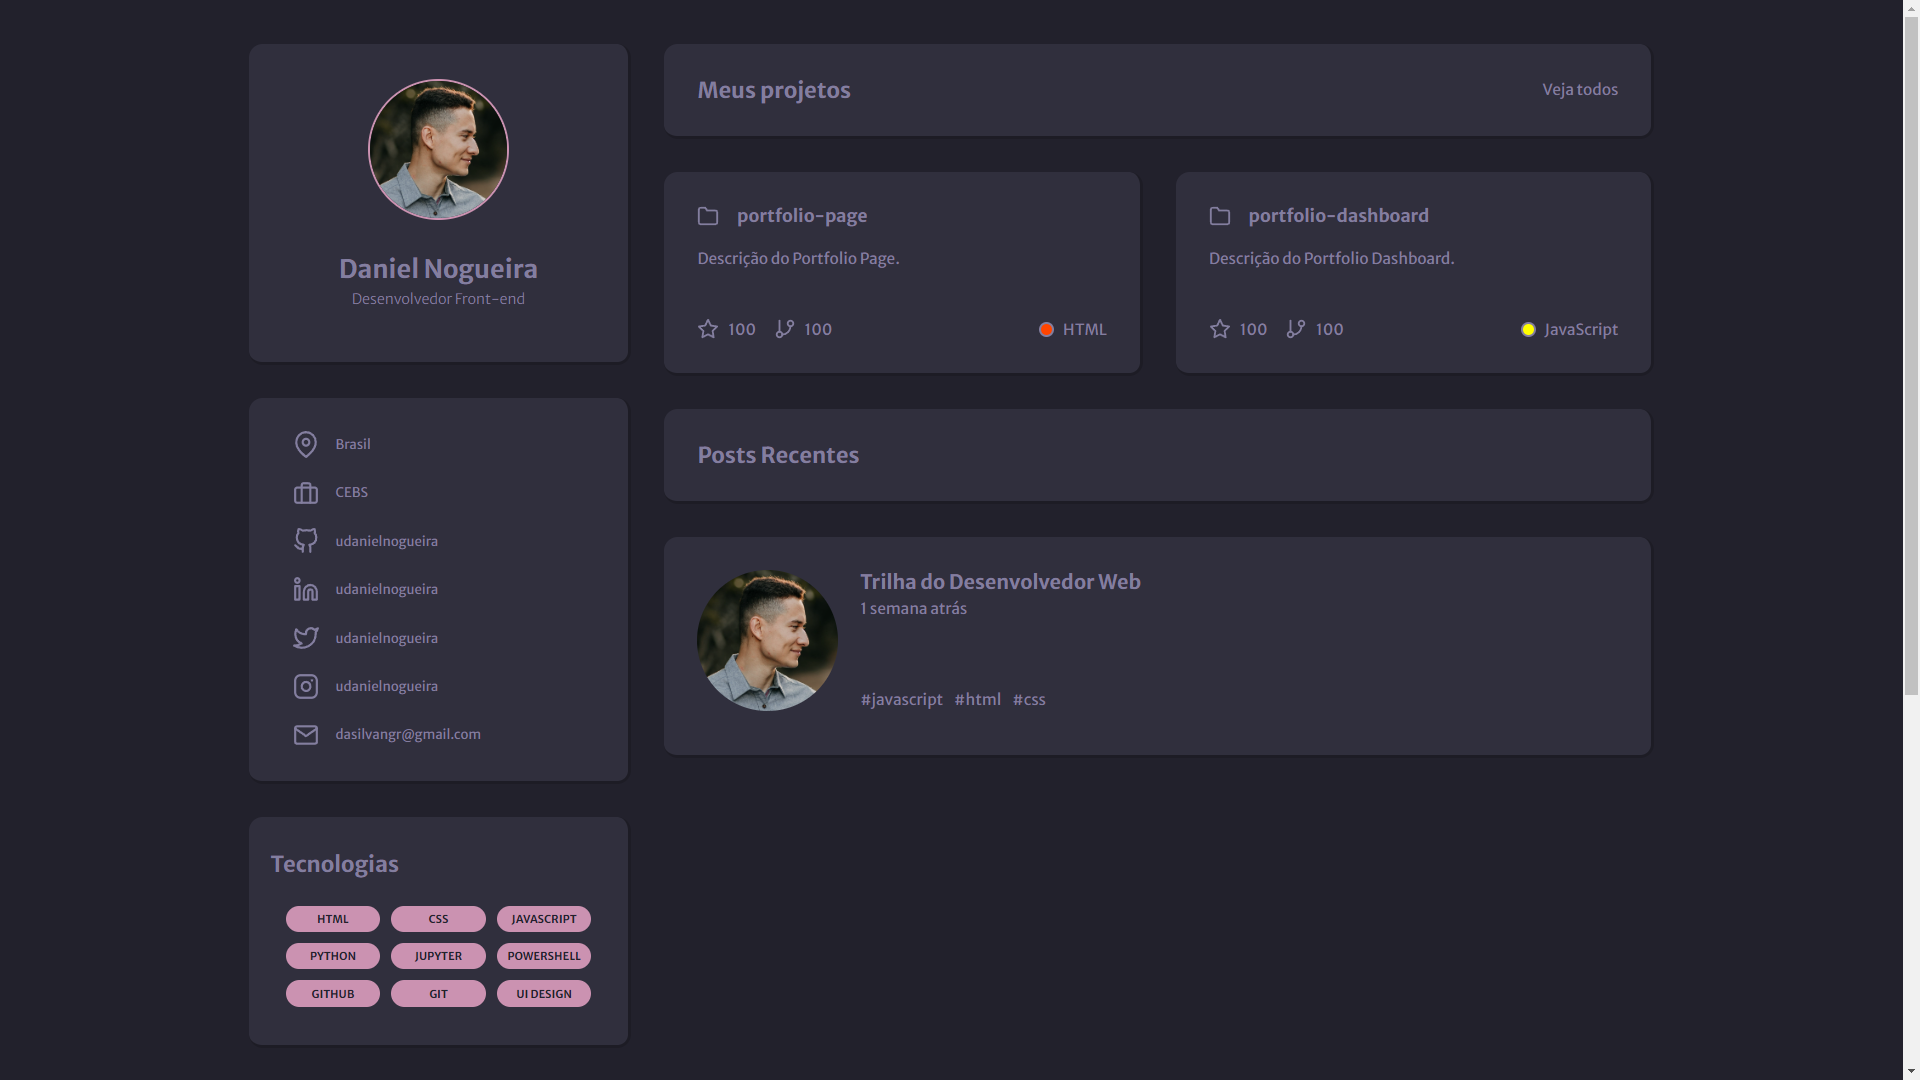 Daniel Nogueira
Desenvolvedor Front-end
Brasil
CEBS
udanielnogueira
udanielnogueira
udanielnogueira
udanielnogueira
dasilvangr@gmail.com
Tecnologias
HTML CSS JAVASCRIPT
PYTHON JUPYTER POWERSHELL
GITHUB GIT UI DESIGN
Meus projetos Veja todos
portfolio-page
Descrição do Portfolio Page.
100 100 HTML
portfolio-dashboard
Descrição do Portfolio Dashboard.
100 100 JavaScript
Posts Recentes
Trilha do Desenvolvedor Web
1 semana atrás
#javascript #html #css